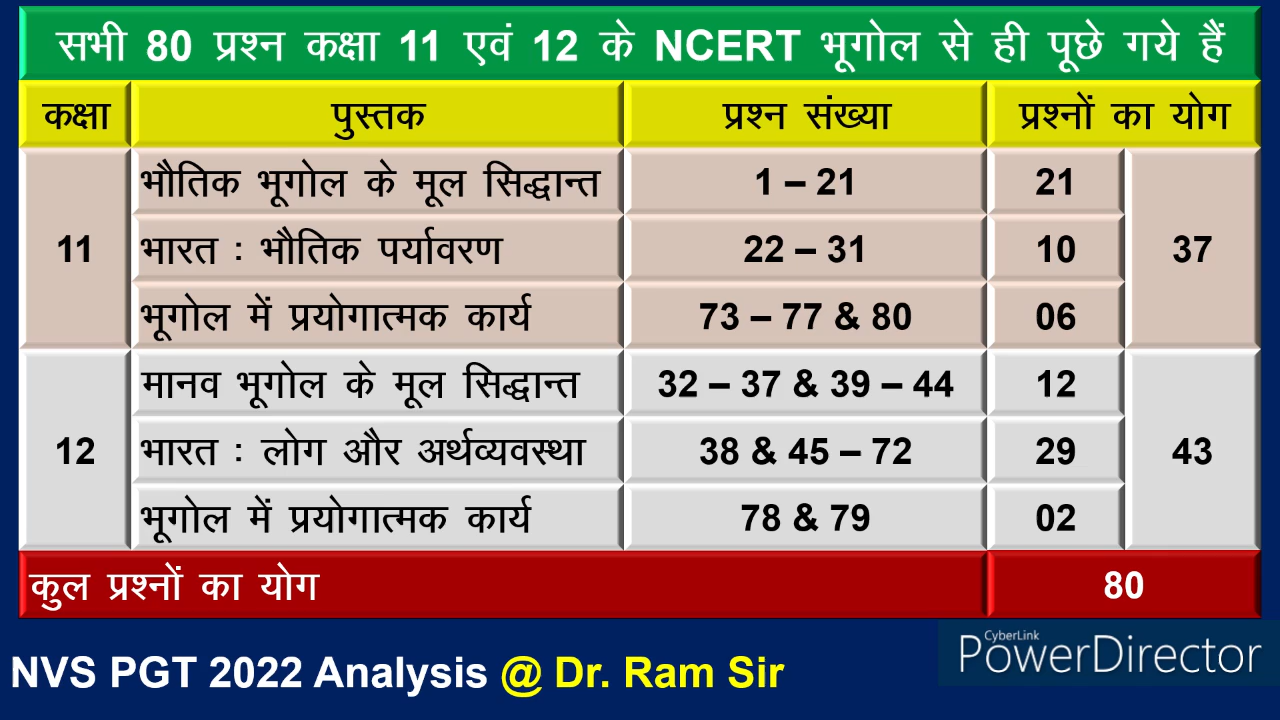 सभी 80 प्रश्न कक्षा 11 एवं 12 के NCERT भूगोल से ही पूछे गये हैं
कक्षा पुस्तक प्रश्न संख्या प्रश्नों का योग
भौतिक भूगोल के मूल सिद्धान्त 1 – 21 21
11 भारत : भौतिक पर्यावरण 22 – 31 10 37
भूगोल में प्रयोगात्मक कार्य 73 – 77 & 80 06
मानव भूगोल के मूल सिद्धान्त 32 – 37 & 39 – 44 12
12 भारत : लोग और अर्थव्यवस्था 38 & 45 – 72 29 43
भूगोल में प्रयोगात्मक कार्य 78 & 79 02
कुल प्रश्नों का योग 80
NVS PGT 2022 Analysis @ Dr. Ram Sir
CyberLink
PowerDirector